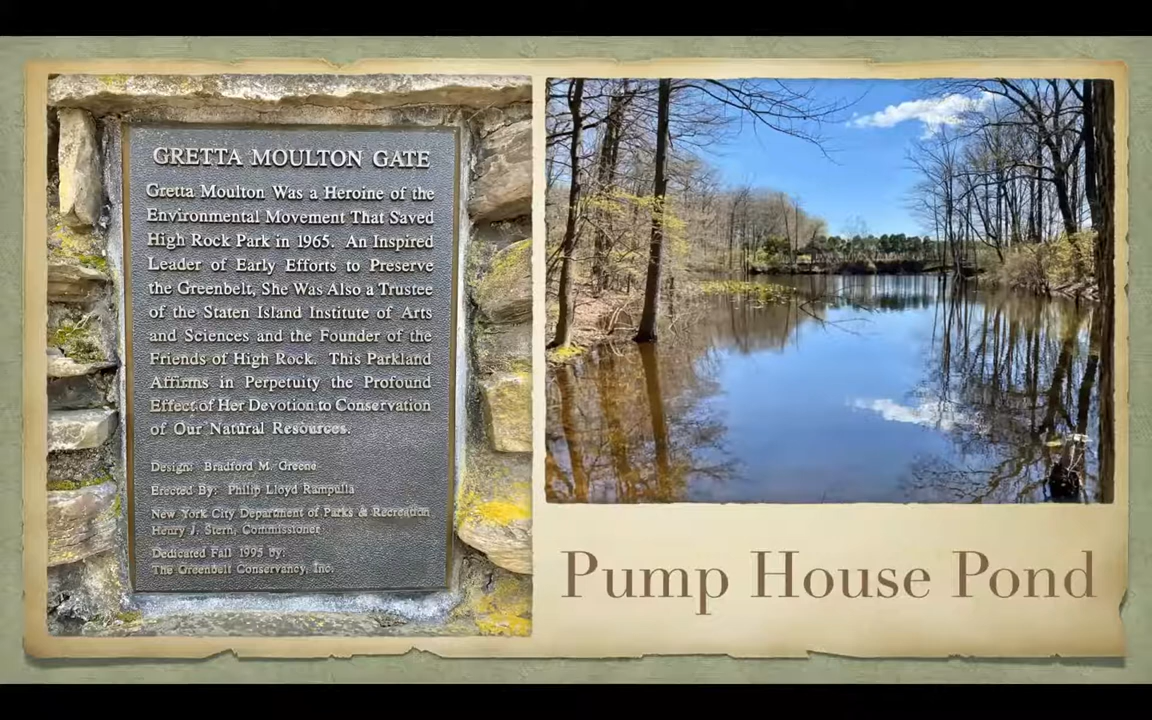 GRETTA MOULTON GATE
Gretta Moulton Was a Heroine of the
Environmental Movement That Saved
High Rock Park in 1965. An Inspired
Leader of Early Efforts to Preserve
the Greenbelt, She Was Also a Trustee
of the Staten Island Institute of Arts
and Sciences and the Founder of the
Friends of High Rock. This Parkland
Affirms in Perpetuity the Profound
Effect of Her Devotion to Conservation
of Our Natural Resources.
Design: Bradford M. Greene
Erected By: Philip Lloyd Rampulla
New York City Department of Parks & Recreation
Henry J. Stern, Commissioner
Dedicated Fall 1995 by:
The Greenbelt Conservancy, Inc.
Pump House Pond